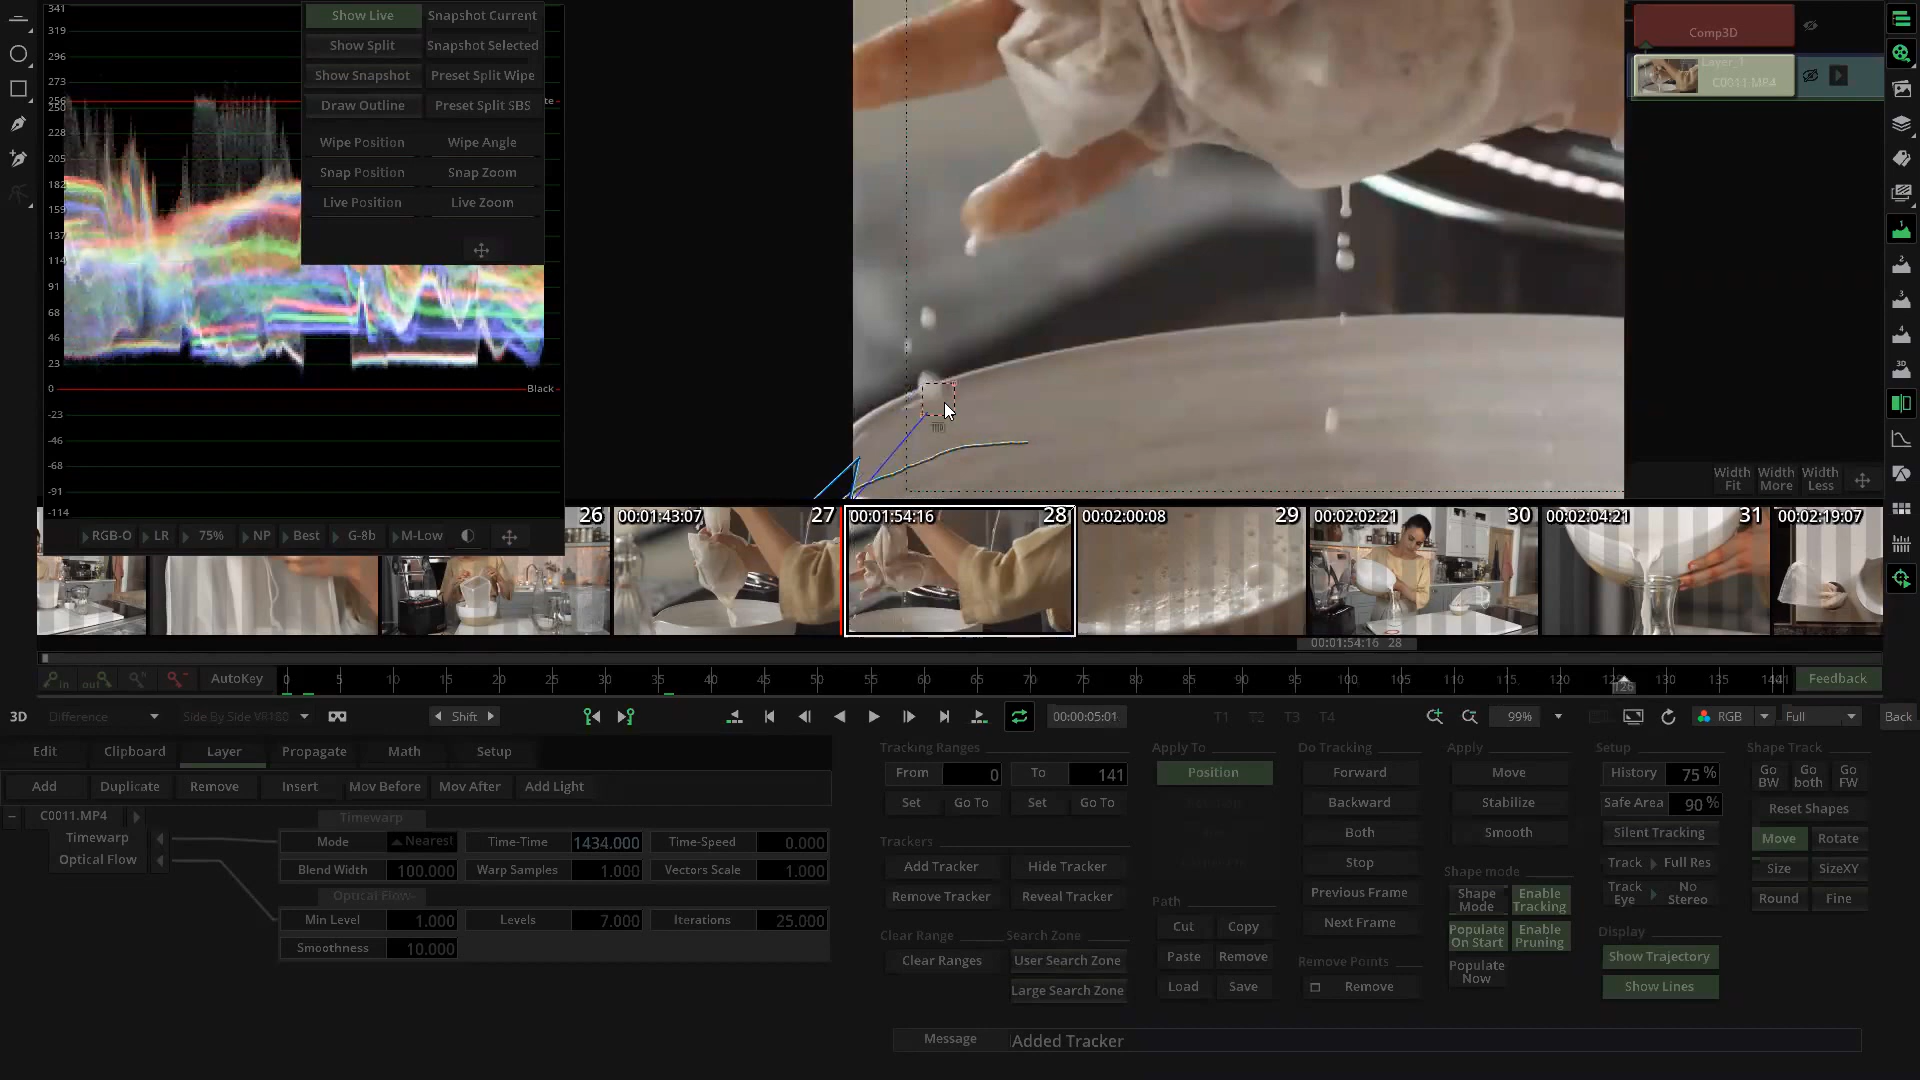 341
319
296
273
256
250
228
205
182
159
137
114
91
68
46
23
0
-23
-46
-68
-91
-114
Black
Show Live Snapshot Current
Show Split Snapshot Selected
Show Snapshot Preset Split Wipe
Draw Outline Preset Split SBS
Wipe Position Wipe Angle
Snap Position Snap Zoom
Live Position Live Zoom
RGB-O LR 75% NP Best G-8b M-Low
Comp3D
Layer_1
C0011.MP4
Width Fit Width More Width Less
26 00:01:43:07 27 00:01:54:16 28 00:02:00:08 29 00:02:02:21 30 00:02:04:21 31 00:02:19:07
00:01:54:16 28
in out AutoKey 0 5 10 15 20 25 30 35 40 45 50 55 60 65 70 75 80 85 90 95 100 105 110 115 120 126 130 135 Feedback
3D Difference Side By Side VR180 Shift 00:00:05:01 T1 T2 T3 T4 99% RGB Full Back
Edit Clipboard Layer Propagate Math Setup
Add Duplicate Remove Insert Mov Before Mov After Add Light
C0011.MP4 Timewarp
Timewarp Mode Nearest Time-Time 1434.000 Time-Speed 0.000
Optical Flow Blend Width 100.000 Warp Samples 1.000 Vectors Scale 1.000
Optical Flow
Min Level 1.000 Levels 7.000 Iterations 25.000
Smoothness 10.000
Tracking Ranges Apply To Do Tracking Apply Setup Shape Track
From 0 To 141 Position Forward Move History 75 % Go BW Go both Go FW
Set Go To Set Go To Backward Stabilize Safe Area 90 % Reset Shapes
Trackers Both Smooth Silent Tracking Move Rotate
Add Tracker Hide Tracker Stop Track Full Res Size SizeXY
Remove Tracker Reveal Tracker Path Previous Frame Shape mode Shape Mode Enable Tracking Track Eye No Stereo Round Fine
Clear Range Search Zone Cut Copy Next Frame Populate On Start Enable Pruning Display
Clear Ranges User Search Zone Paste Remove Remove Points Populate Now Show Trajectory
Large Search Zone Load Save Remove Show Lines
Message Added Tracker